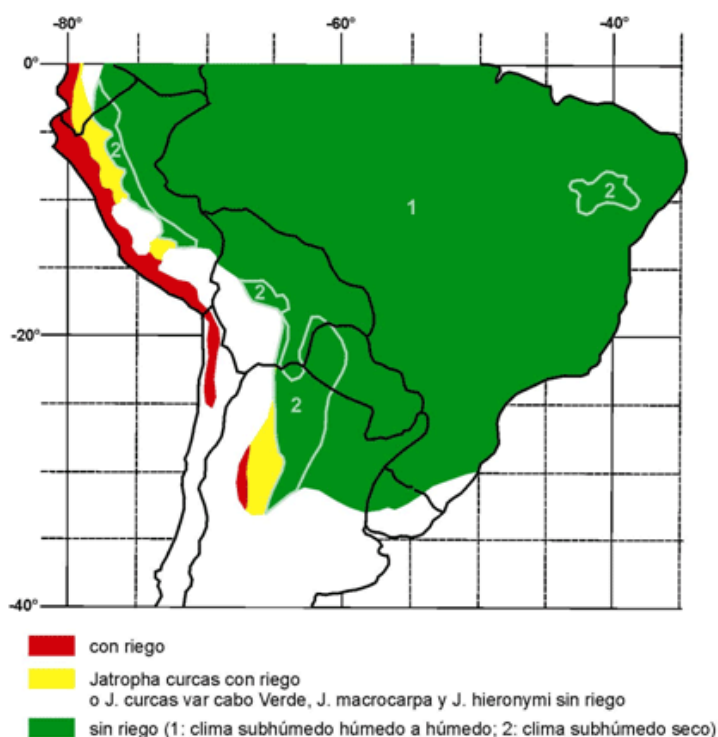 -80° -60° -40°
0°
2
2
1
2
-20°
2
-40°
con riego
Jatropha curcas con riego
o J. curcas var cabo Verde, J. macrocarpa y J. hieronymi sin riego
sin riego (1: clima subhúmedo húmedo a húmedo; 2: clima subhúmedo seco)